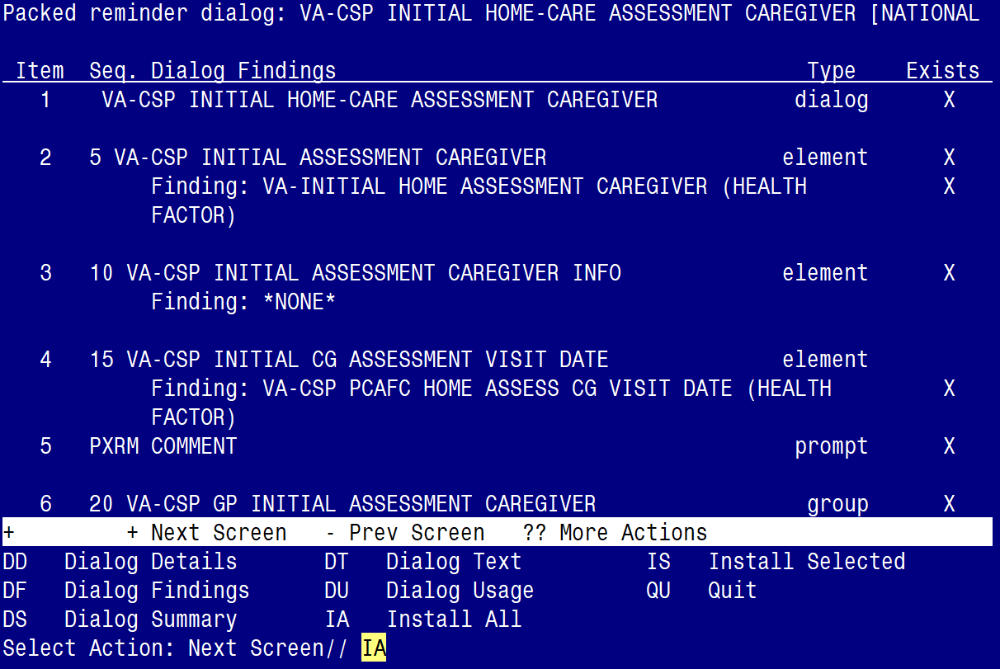 Packed reminder dialog: VA-CSP INITIAL HOME-CARE ASSESSMENT CAREGIVER [NATIONAL
Item Seq. Dialog Findings Type Exists
1 VA-CSP INITIAL HOME-CARE ASSESSMENT CAREGIVER dialog X
2 5 VA-CSP INITIAL ASSESSMENT CAREGIVER element X
Finding: VA-INITIAL HOME ASSESSMENT CAREGIVER (HEALTH X
FACTOR)
3 10 VA-CSP INITIAL ASSESSMENT CAREGIVER INFO element X
Finding: *NONE*
4 15 VA-CSP INITIAL CG ASSESSMENT VISIT DATE element
Finding: VA-CSP PCAFC HOME ASSESS CG VISIT DATE (HEALTH X
FACTOR)
5 PXRM COMMENT prompt X
6 20 VA-CSP GP INITIAL ASSESSMENT CAREGIVER group X
+ + Next Screen - Prev Screen ?? More Actions
DD Dialog Details DT Dialog Text IS Install Selected
DF Dialog Findings DU Dialog Usage QU Quit
DS Dialog Summary IA Install All
Select Action: Next Screen// IA